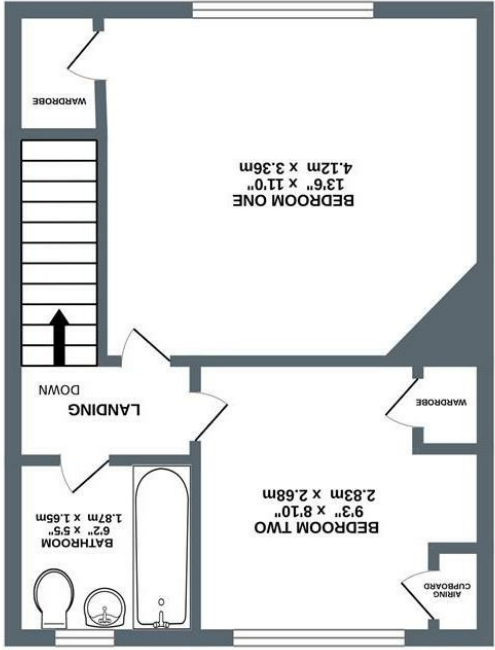 AIRING
CUPBOARD
BEDROOM TWO
9'3" x 8'10"
2.83m x 2.68m
BATHROOM
6'2" x 5'5"
1.87m x 1.65m
WARDROBE
LANDING
DOWN
BEDROOM ONE
13'6" x 11'0"
4.12m x 3.36m
WARDROBE